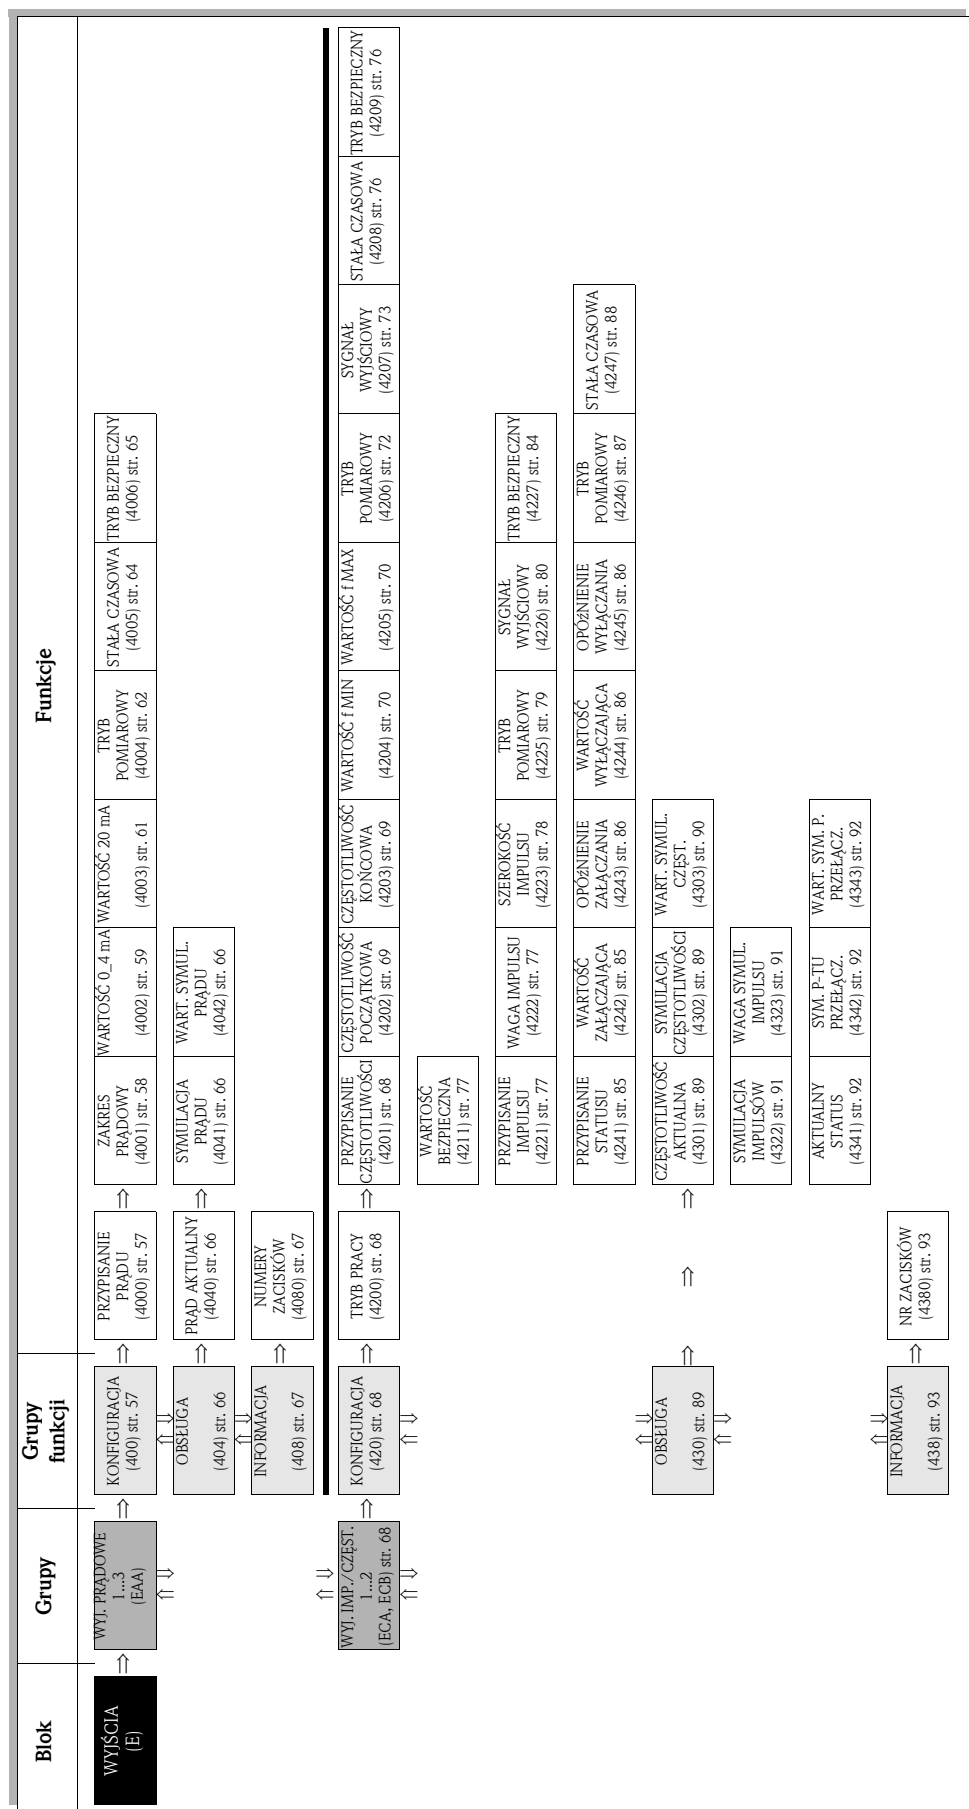 Blok
Grupy
Grupy
funkcji
Funkcje
WYJŚCIA
(E)
WYJ. PRĄDOWE
1...3
(EAA)
KONFIGURACJA
(400) str. 57
PRZYPISANIE
PRĄDU
(4000) str. 57
ZAKRES
PRĄDOWY
(4001) str. 58
WARTOŚĆ 0_4 mA
(4002) str. 59
WARTOŚĆ 20 mA
(4003) str. 61
TRYB
POMIAROWY
(4004) str. 62
STAŁA CZASOWA
(4005) str. 64
TRYB BEZPIECZNY
(4006) str. 65
OBSŁUGA
(404) str. 66
PRĄD AKTUALNY
(4040) str. 66
SYMULACJA
PRĄDU
(4041) str. 66
WART. SYMUL.
PRĄDU
(4042) str. 66
INFORMACJA
(408) str. 67
NUMERY
ZACISKÓW
(4080) str. 67
WYJ. IMP./CZĘST.
1...2
(ECA, ECB) str. 68
KONFIGURACJA
(420) str. 68
TRYB PRACY
(4200) str. 68
PRZYPISANIE
CZĘSTOTLIWOŚCI
(4201) str. 68
CZĘSTOTLIWOŚĆ
POCZĄTKOWA
(4202) str. 69
CZĘSTOTLIWOŚĆ
KOŃCOWA
(4203) str. 69
WARTOŚĆ f MIN
(4204) str. 70
WARTOŚĆ f MAX
(4205) str. 70
TRYB
POMIAROWY
(4206) str. 72
SYGNAŁ
WYJŚCIOWY
(4207) str. 73
STAŁA CZASOWA
(4208) str. 76
TRYB BEZPIECZNY
(4209) str. 76
WARTOŚĆ
BEZPIECZNA
(4211) str. 77
PRZYPISANIE
IMPULSU
(4221) str. 77
WAGA IMPULSU
(4222) str. 77
SZEROKOŚĆ
IMPULSU
(4223) str. 78
TRYB
POMIAROWY
(4225) str. 79
SYGNAŁ
WYJŚCIOWY
(4226) str. 80
TRYB BEZPIECZNY
(4227) str. 84
PRZYPISANIE
STATUSU
(4241) str. 85
WARTOŚĆ
ZAŁĄCZAJĄCA
(4242) str. 85
OPÓźNIENIE
ZAŁĄCZANIA
(4243) str. 86
WARTOŚĆ
WYŁĄCZAJĄCA
(4244) str. 86
OPÓźNIENIE
WYŁĄCZANIA
(4245) str. 86
TRYB
POMIAROWY
(4246) str. 87
STAŁA CZASOWA
(4247) str. 88
OBSŁUGA
(430) str. 89
CZĘSTOTLIWOŚĆ
AKTUALNA
(4301) str. 89
SYMULACJA
CZĘSTOTLIWOŚCI
(4302) str. 89
WART. SYMUL.
CZĘST.
(4303) str. 90
SYMULACJA
IMPULSÓW
(4322) str. 91
WAGA SYMUL.
IMPULSU
(4323) str. 91
AKTUALNY
STATUS
(4341) str. 92
SYM. P-TU
PRZEŁĄCZ.
(4342) str. 92
WART. SYM. P.
PRZEŁĄCZ.
(4343) str. 92
INFORMACJA
(438) str. 93
NR ZACISKÓW
(4380) str. 93